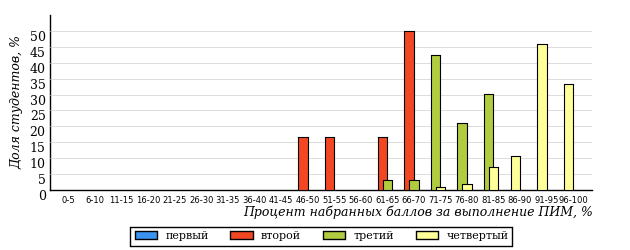 Доля студентов, %
50
45
40
35
30
25
20
15
10
5
0
0-5 6-10 11-15 16-20 21-25 26-30 31-35 36-40 41-45 46-50 51-55 56-60 61-65 66-70 71-75 76-80 81-85 86-90 91-95 96-100
Процент набранных баллов за выполнение ПИМ, %
первый второй третий четвертый